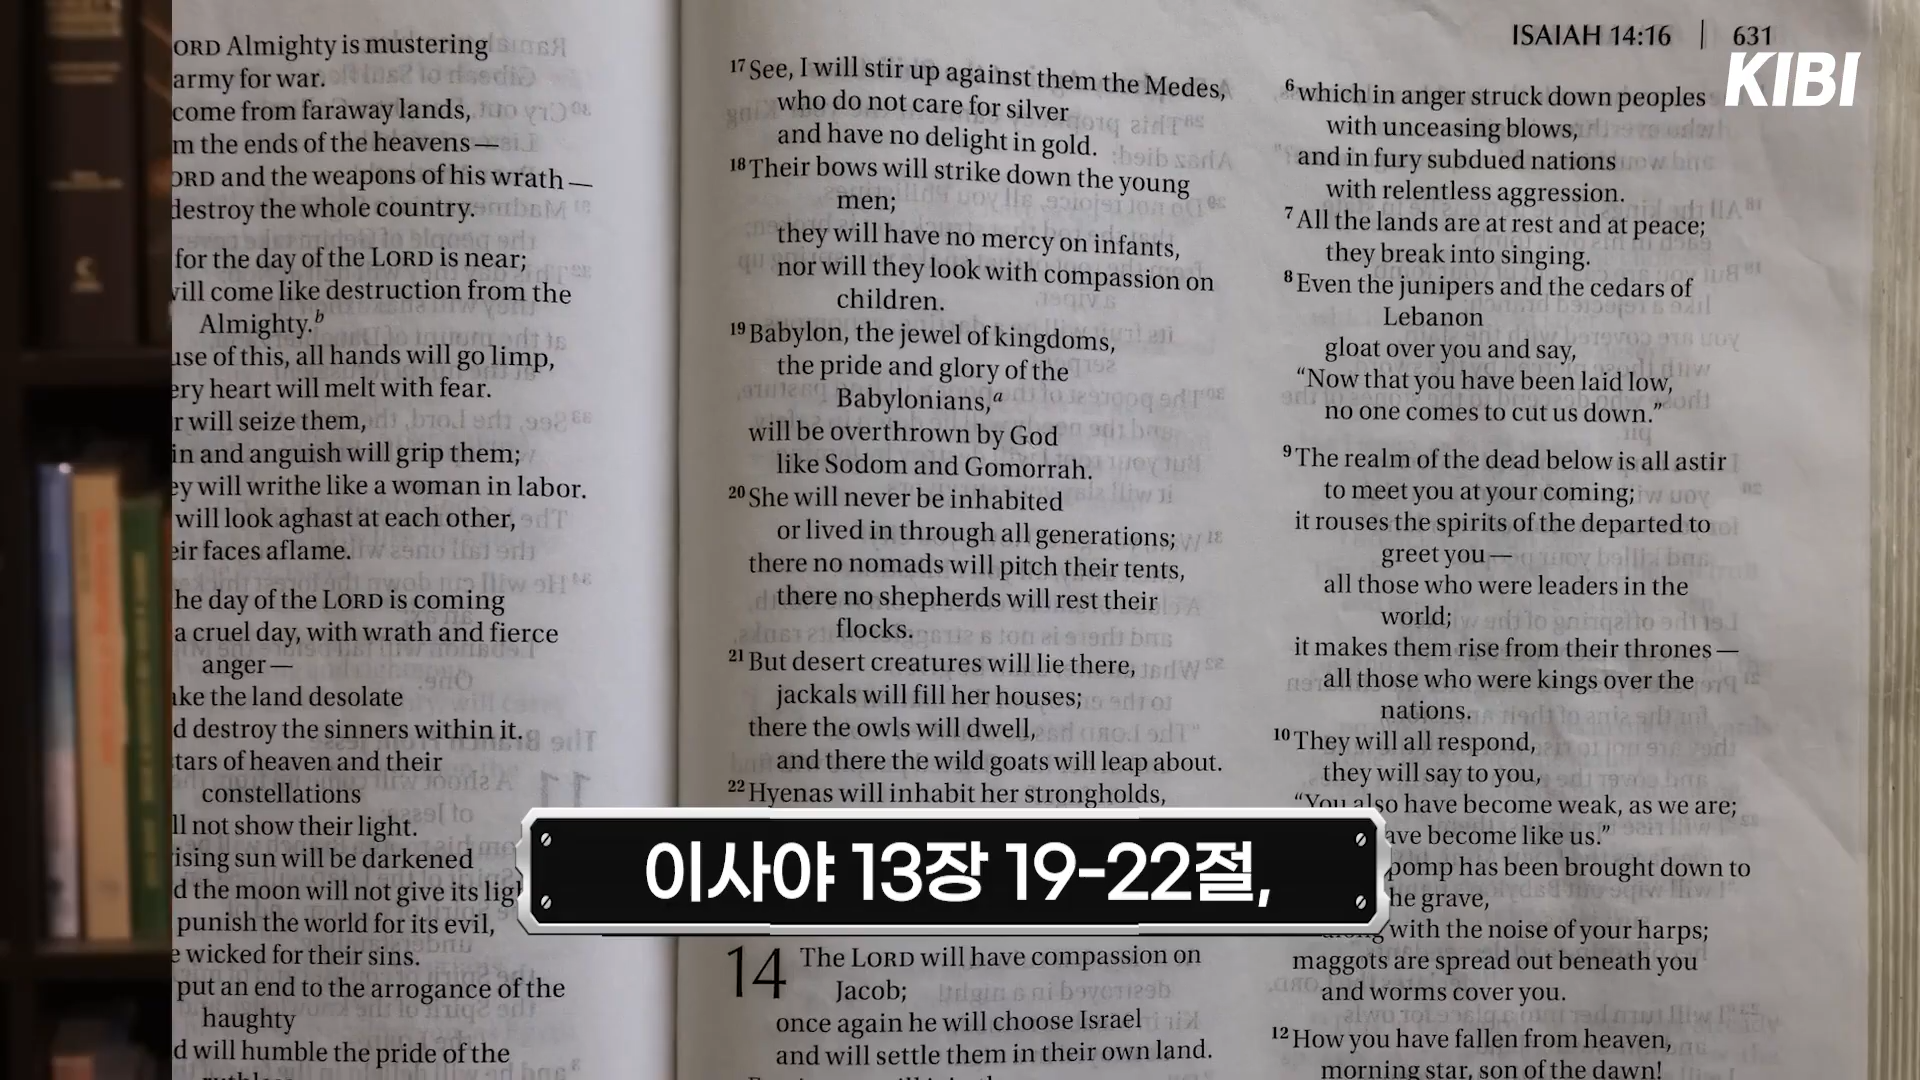 ISAIAH 14:16 | 631
KIBI
ORD Almighty is mustering
army for war.
come from faraway lands,
m the ends of the heavens—
ORD and the weapons of his wrath—
destroy the whole country.
for the day of the LORD is near;
will come like destruction from the
Almighty.b
use of this, all hands will go limp,
ery heart will melt with fear.
r will seize them,
in and anguish will grip them;
ey will writhe like a woman in labor.
will look aghast at each other,
eir faces aflame.
he day of the LORD is coming
a cruel day, with wrath and fierce
anger—
ake the land desolate
d destroy the sinners within it.
tars of heaven and their
constellations
ll not show their light.
rising sun will be darkened
d the moon will not give its
punish the world for its evil,
e wicked for their sins.
put an end to the arrogance of the
haughty
d will humble the pride of the
17 See, I will stir up against them the Medes,
who do not care for silver
and have no delight in gold.
18 Their bows will strike down the young
men;
they will have no mercy on infants,
nor will they look with compassion on
children.
19 Babylon, the jewel of kingdoms,
the pride and glory of the
Babylonians,a
will be overthrown by God
like Sodom and Gomorrah.
20 She will never be inhabited
or lived in through all generations;
there no nomads will pitch their tents,
there no shepherds will rest their
flocks.
21 But desert creatures will lie there,
jackals will fill her houses;
there the owls will dwell,
and there the wild goats will leap about.
22 Hyenas will inhabit her strongholds,
이사야 13장 19-22절,
14 The LORD will have compassion on
Jacob;
once again he will choose Israel
and will settle them in their own land.
6 which in anger struck down peoples
with unceasing blows,
and in fury subdued nations
with relentless aggression.
7 All the lands are at rest and at peace;
they break into singing.
8 Even the junipers and the cedars of
Lebanon
gloat over you and say,
“Now that you have been laid low,
no one comes to cut us down.”
9 The realm of the dead below is all astir
to meet you at your coming;
it rouses the spirits of the departed to
greet you—
all those who were leaders in the
world;
it makes them rise from their thrones—
all those who were kings over the
nations.
10 They will all respond,
they will say to you,
“You also have become weak, as we are;
ave become like us.”
pomp has been brought down to
he grave,
with the noise of your harps;
maggots are spread out beneath you
and worms cover you.
12 How you have fallen from heaven,
morning star, son of the dawn!